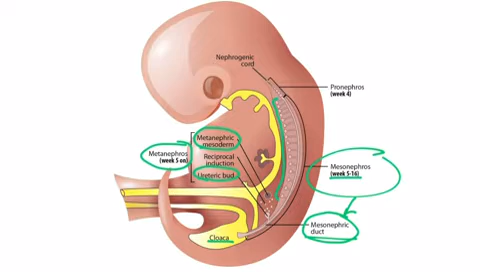 Nephrogenic
cord
Pronephros
(week 4)
Metanephric
mesoderm
Metanephros
(week 5 on)
Reciprocal
induction
Ureteric bud
Mesonephros
(week 5-16)
Mesonephric
duct
Cloaca